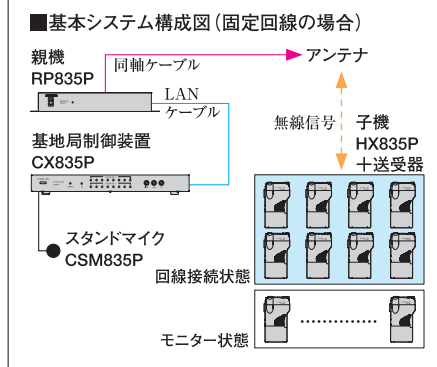 ■基本システム構成図(固定回線の場合)
親機
RP835P
同軸ケーブル
アンテナ
LAN
ケーブル
無線信号
子機
HX835P
＋送受器
基地局制御装置
CX835P
スタンドマイク
CSM835P
回線接続状態
モニター状態